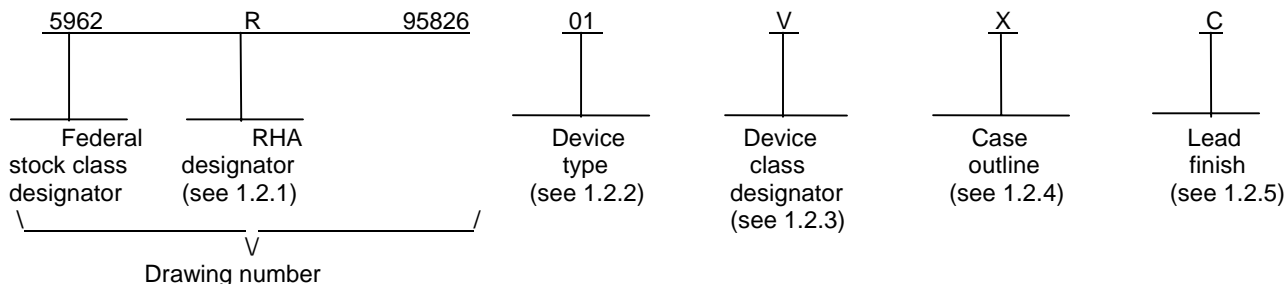 5962 R 95826 01 V X C
Federal stock class designator
RHA designator (see 1.2.1)
Device type (see 1.2.2)
Device class designator (see 1.2.3)
Case outline (see 1.2.4)
Lead finish (see 1.2.5)
Drawing number